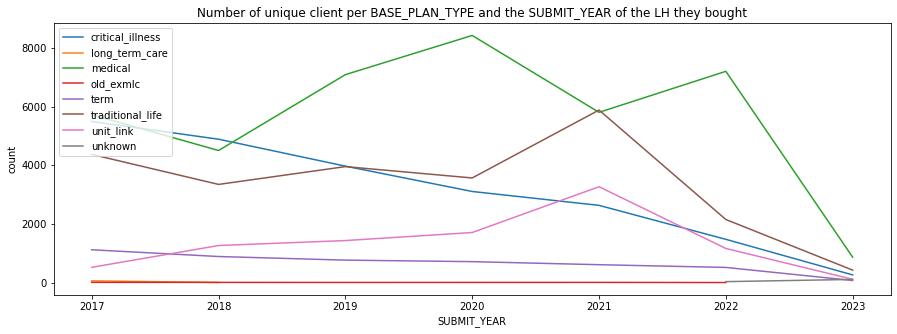 Number of unique client per BASE_PLAN_TYPE and the SUBMIT_YEAR of the LH they bought
critical_illness
long_term_care
medical
old_exmlc
term
traditional_life
unit_link
unknown
8000
6000
4000
2000
0
count
2017 2018 2019 2020 2021 2022 2023
SUBMIT_YEAR